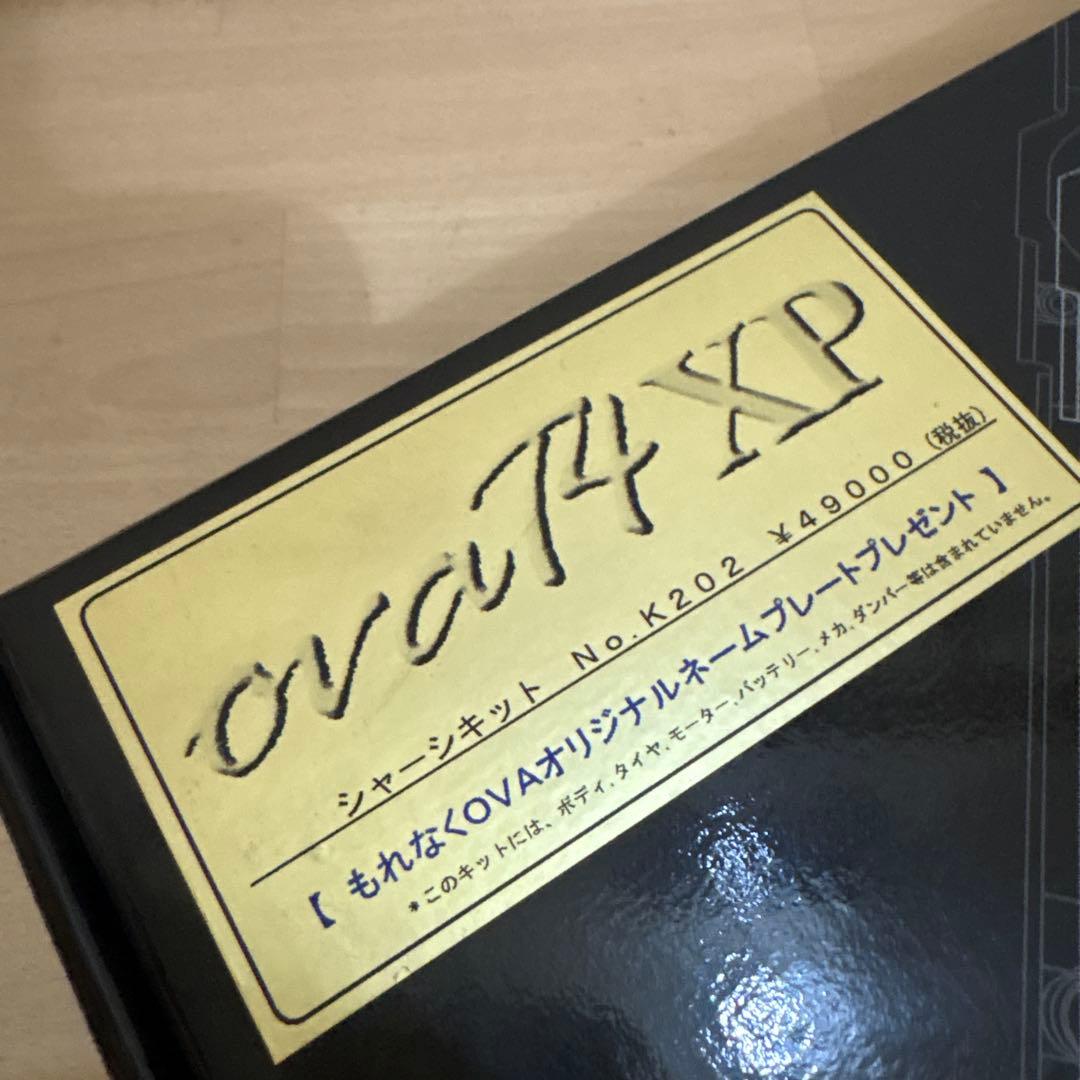 ovaT4 XP
シャーシキット No.K202 ¥49000（税抜）
【 もれなくOVAオリジナルネームプレートプレゼント 】
*このキットには、ボディ、タイヤ、モーター、バッテリー、メカ、ダンパー等は含まれていません。